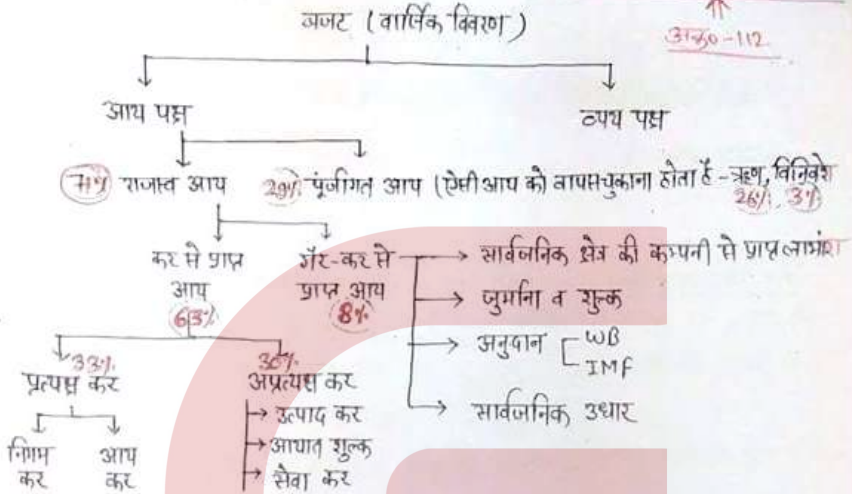 बजट (वार्षिक विवरण)
अनु०-112
आय पक्ष
व्यय पक्ष
71% राजस्व आय
29% पूंजीगत आय (ऐसी आय को वापस चुकाना होता है - ऋण, विनिवेश
26% 3%
कर से प्राप्त आय
63%
गैर-कर से प्राप्त आय
8%
→ सार्वजनिक क्षेत्र की कम्पनी से प्राप्त लाभांश
→ जुर्माना व शुल्क
→ अनुदान [ WB
IMF
→ सार्वजनिक उधार
33%
प्रत्यक्ष कर
30%
अप्रत्यक्ष कर
निगम कर
आय कर
→ उत्पाद कर
→ आयात शुल्क
→ सेवा कर